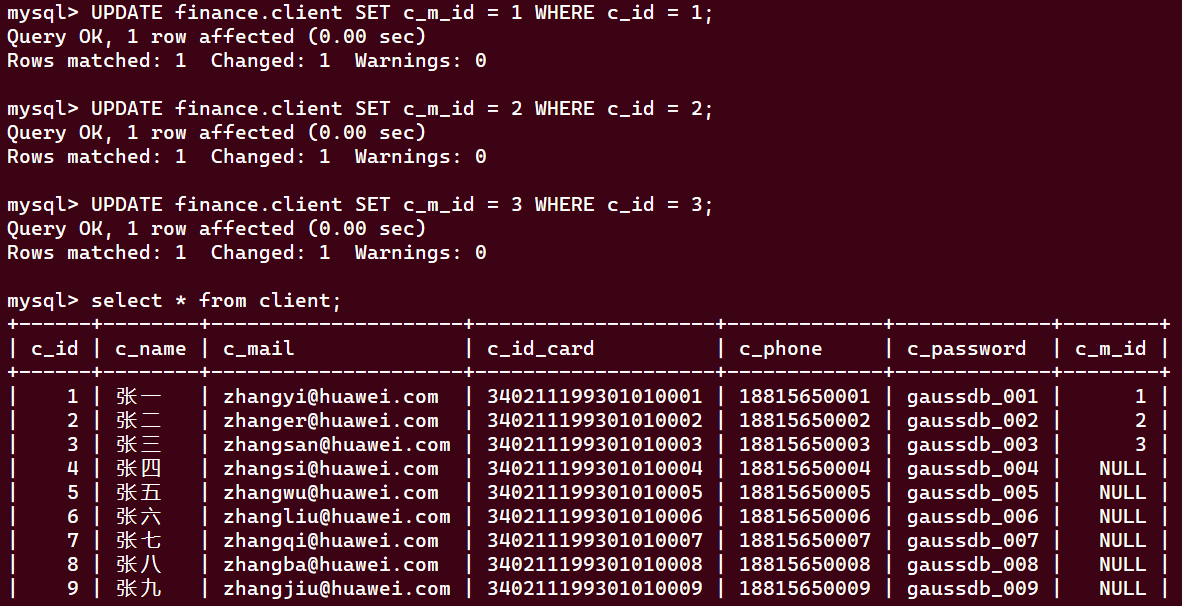 mysql> UPDATE finance.client SET c_m_id = 1 WHERE c_id = 1;
Query OK, 1 row affected (0.00 sec)
Rows matched: 1  Changed: 1  Warnings: 0
mysql> UPDATE finance.client SET c_m_id = 2 WHERE c_id = 2;
Query OK, 1 row affected (0.00 sec)
Rows matched: 1  Changed: 1  Warnings: 0
mysql> UPDATE finance.client SET c_m_id = 3 WHERE c_id = 3;
Query OK, 1 row affected (0.00 sec)
Rows matched: 1  Changed: 1  Warnings: 0
mysql> select * from client;
+------+--------+---------------------+--------------------+-------------+-------------+--------+
| c_id | c_name | c_mail              | c_id_card          | c_phone     | c_password  | c_m_id |
+------+--------+---------------------+--------------------+-------------+-------------+--------+
|    1 | 张一   | zhangyi@huawei.com  | 340211199301010001 | 18815650001 | gaussdb_001 |      1 |
|    2 | 张二   | zhanger@huawei.com  | 340211199301010002 | 18815650002 | gaussdb_002 |      2 |
|    3 | 张三   | zhangsan@huawei.com | 340211199301010003 | 18815650003 | gaussdb_003 |      3 |
|    4 | 张四   | zhangsi@huawei.com  | 340211199301010004 | 18815650004 | gaussdb_004 |   NULL |
|    5 | 张五   | zhangwu@huawei.com  | 340211199301010005 | 18815650005 | gaussdb_005 |   NULL |
|    6 | 张六   | zhangliu@huawei.com | 340211199301010006 | 18815650006 | gaussdb_006 |   NULL |
|    7 | 张七   | zhangqi@huawei.com  | 340211199301010007 | 18815650007 | gaussdb_007 |   NULL |
|    8 | 张八   | zhangba@huawei.com  | 340211199301010008 | 18815650008 | gaussdb_008 |   NULL |
|    9 | 张九   | zhangjiu@huawei.com | 340211199301010009 | 18815650009 | gaussdb_009 |   NULL |